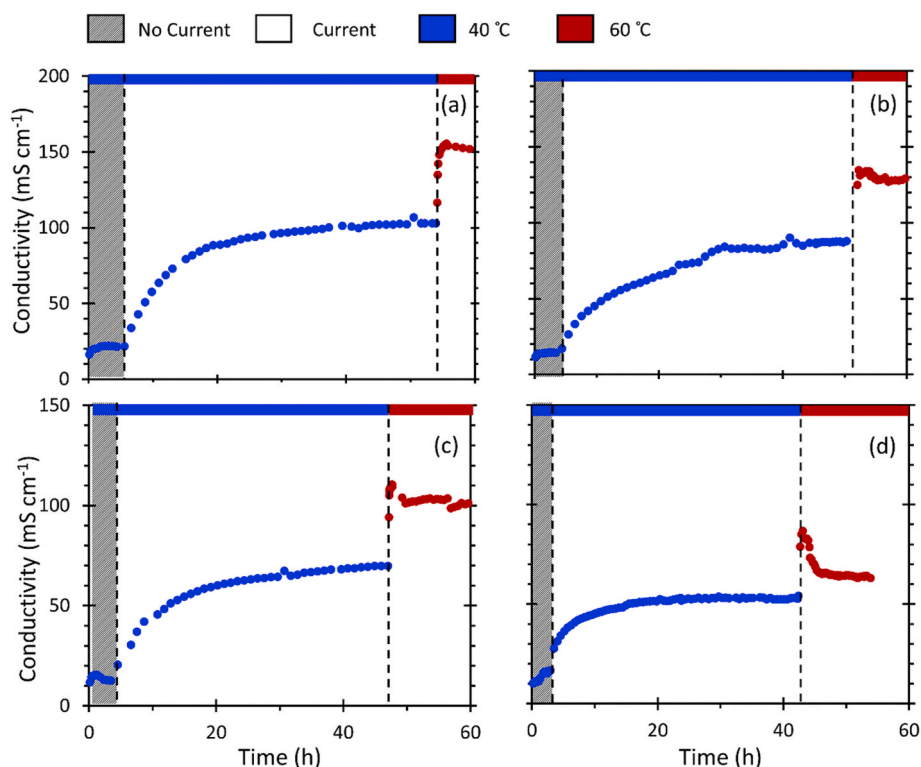 No Current Current 40 ˚C 60 ˚C
200
150
100
50
0
Conductivity (mS cm⁻¹)
(a)
(b)
150
100
50
0
Conductivity (mS cm⁻¹)
(c)
(d)
0 20 40 60
Time (h)
0 20 40 60
Time (h)